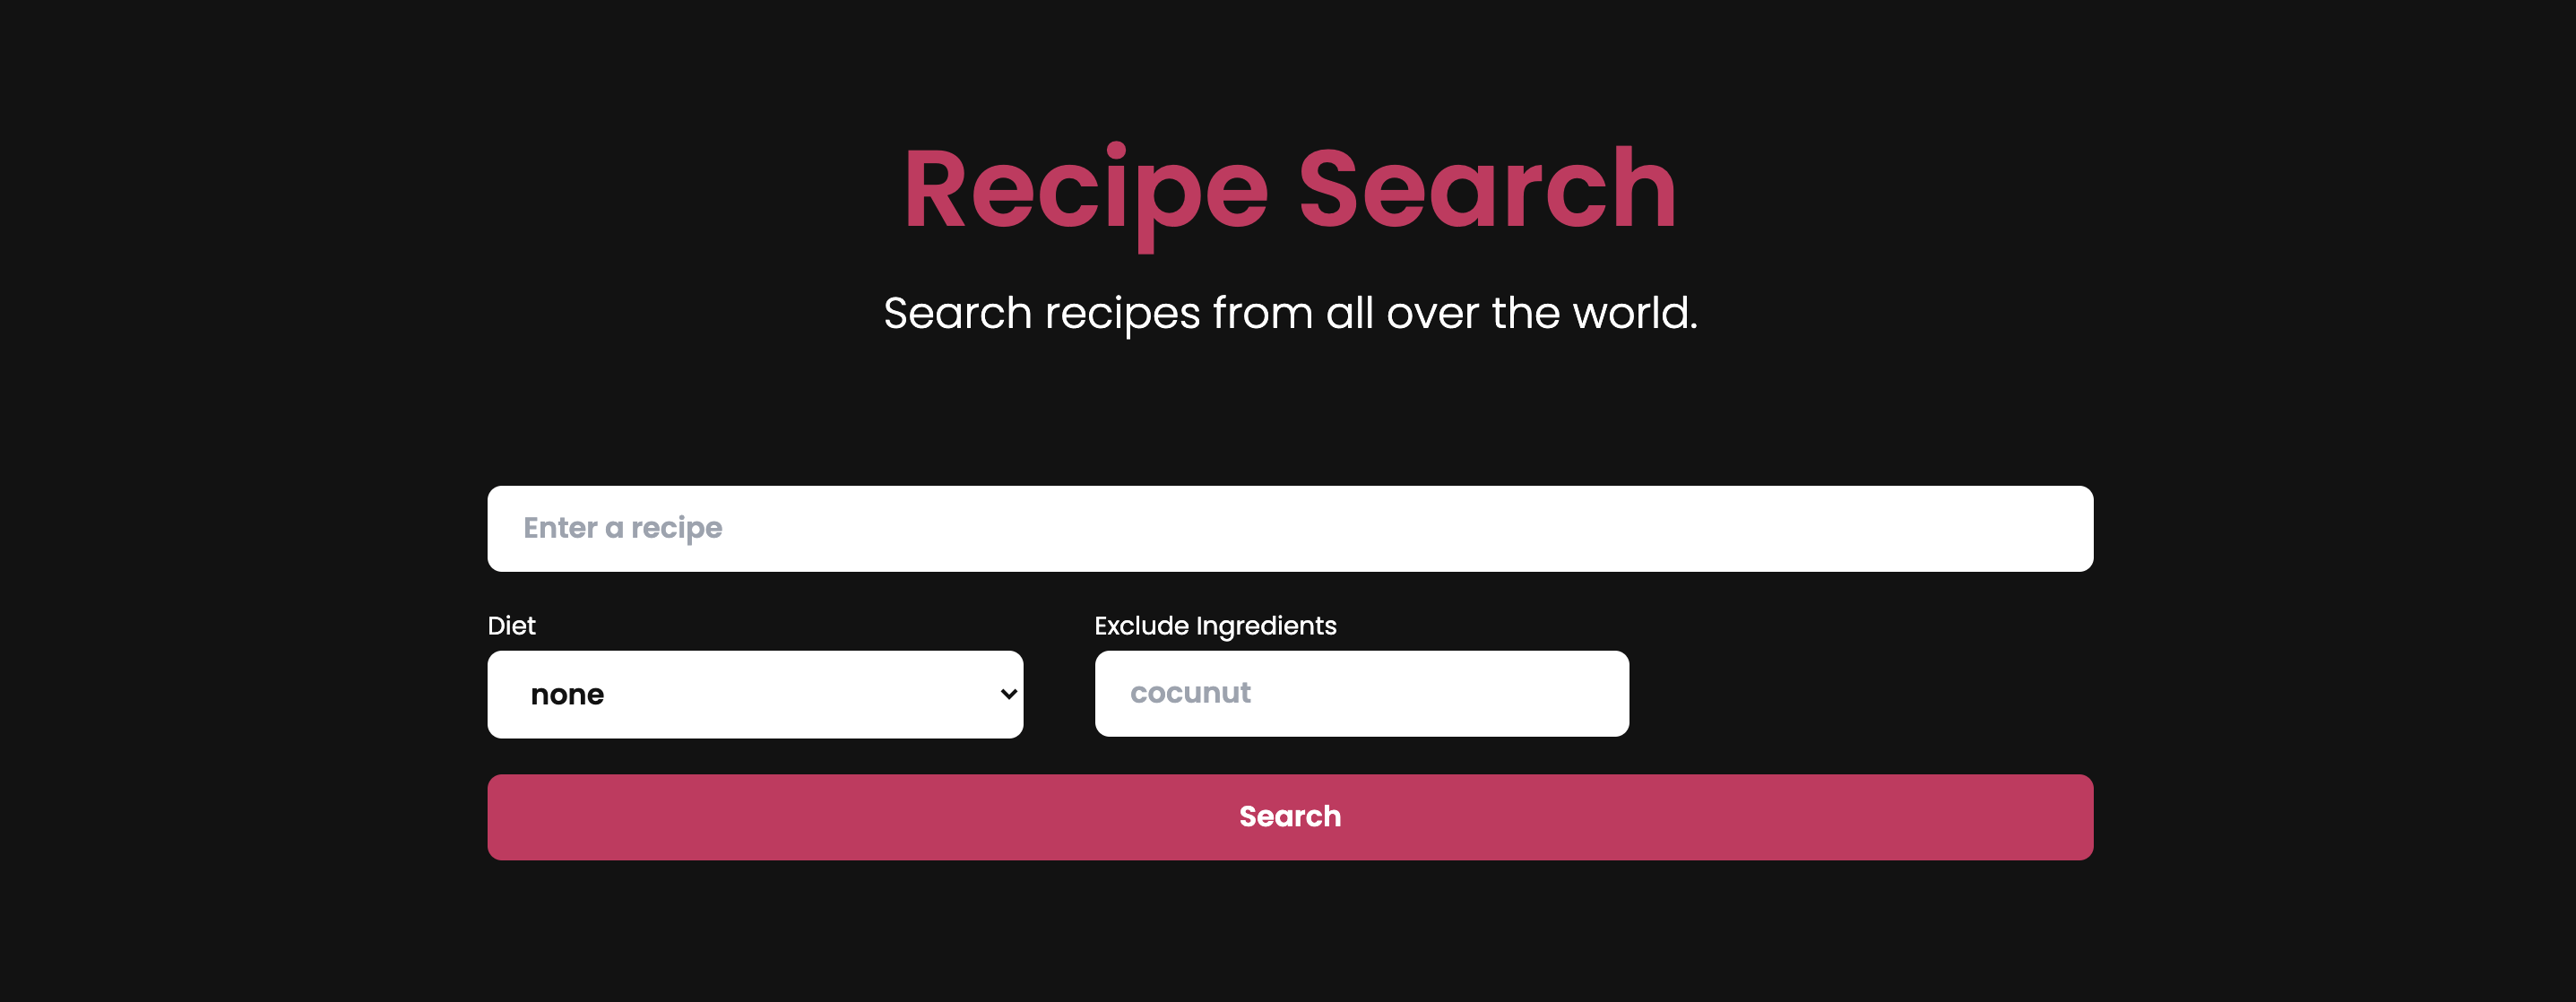 Recipe Search
Search recipes from all over the world.
Enter a recipe
Diet
Exclude Ingredients
none
cocunut
Search